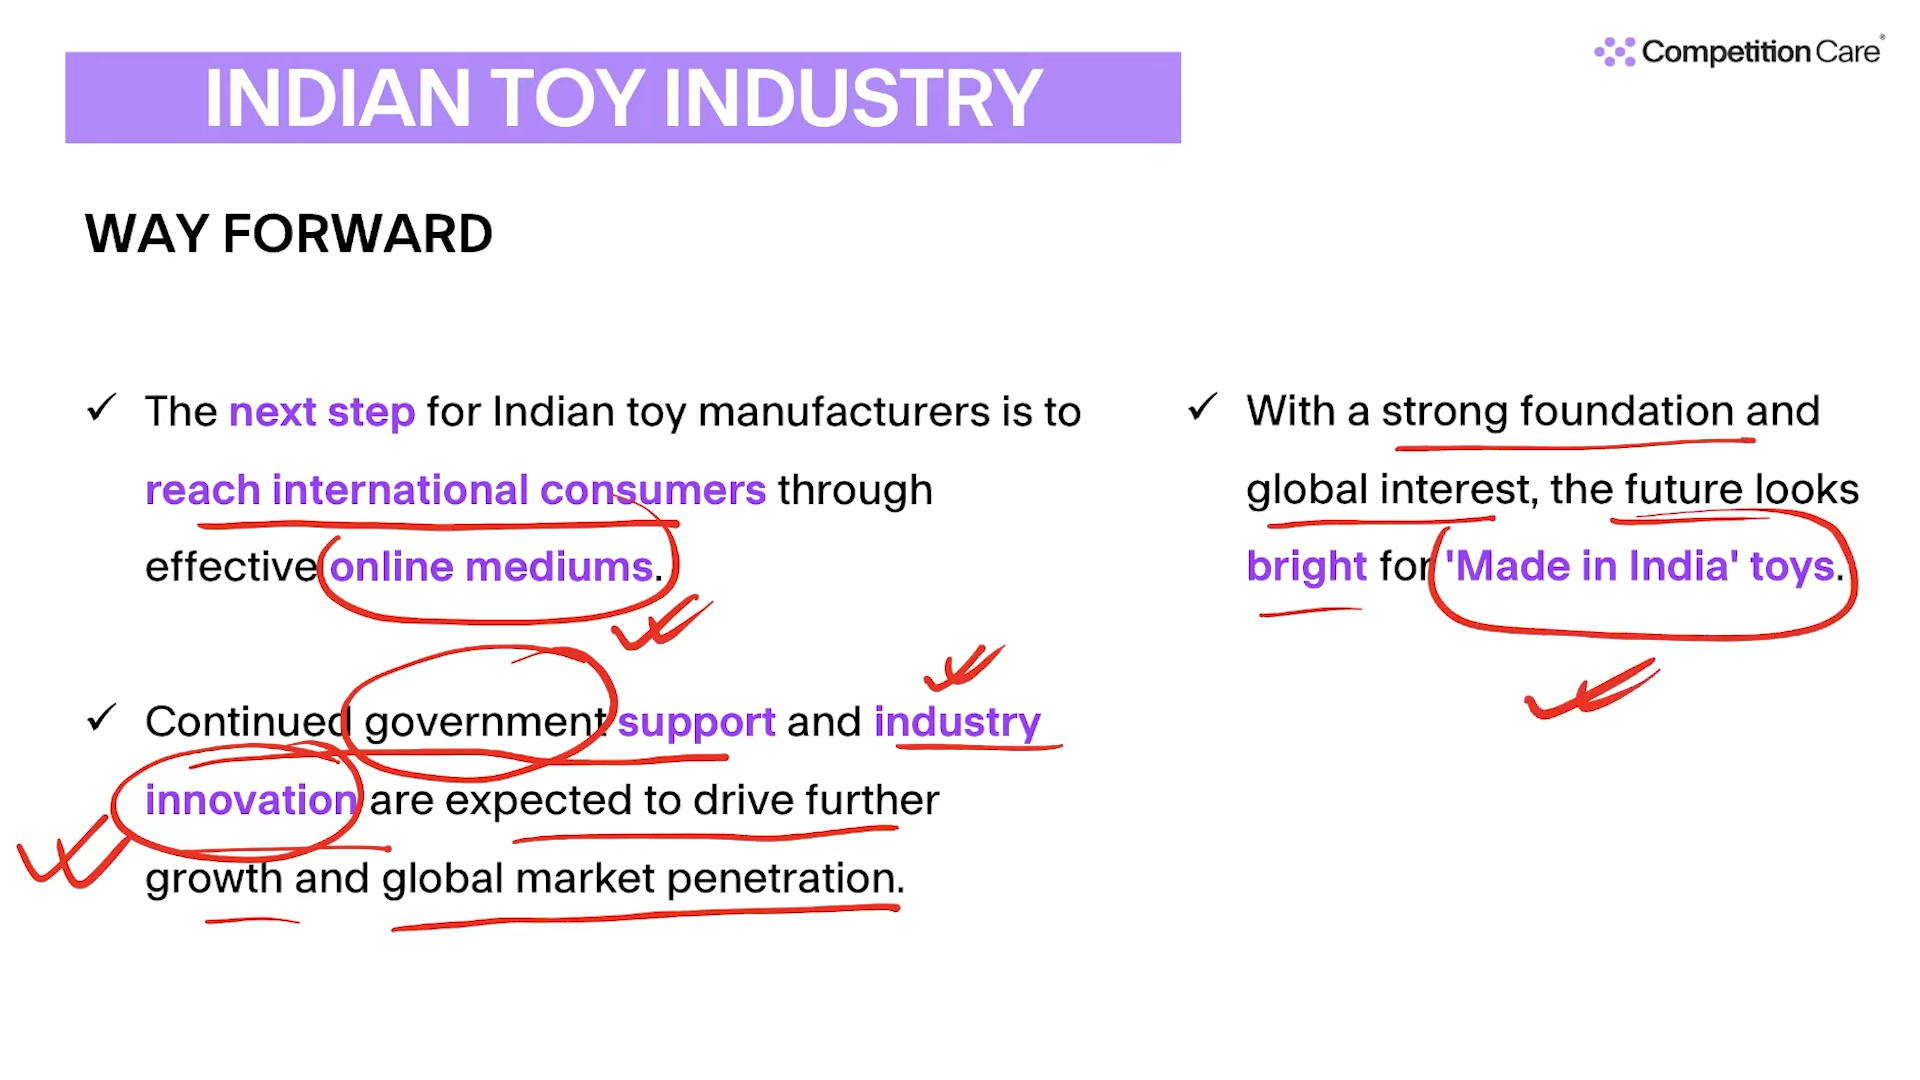 Competition Care®
INDIAN TOY INDUSTRY
WAY FORWARD
✓ The next step for Indian toy manufacturers is to
reach international consumers through
effective online mediums.
✓ Continued government support and industry
innovation are expected to drive further
growth and global market penetration.
✓ With a strong foundation and
global interest, the future looks
bright for 'Made in India' toys.